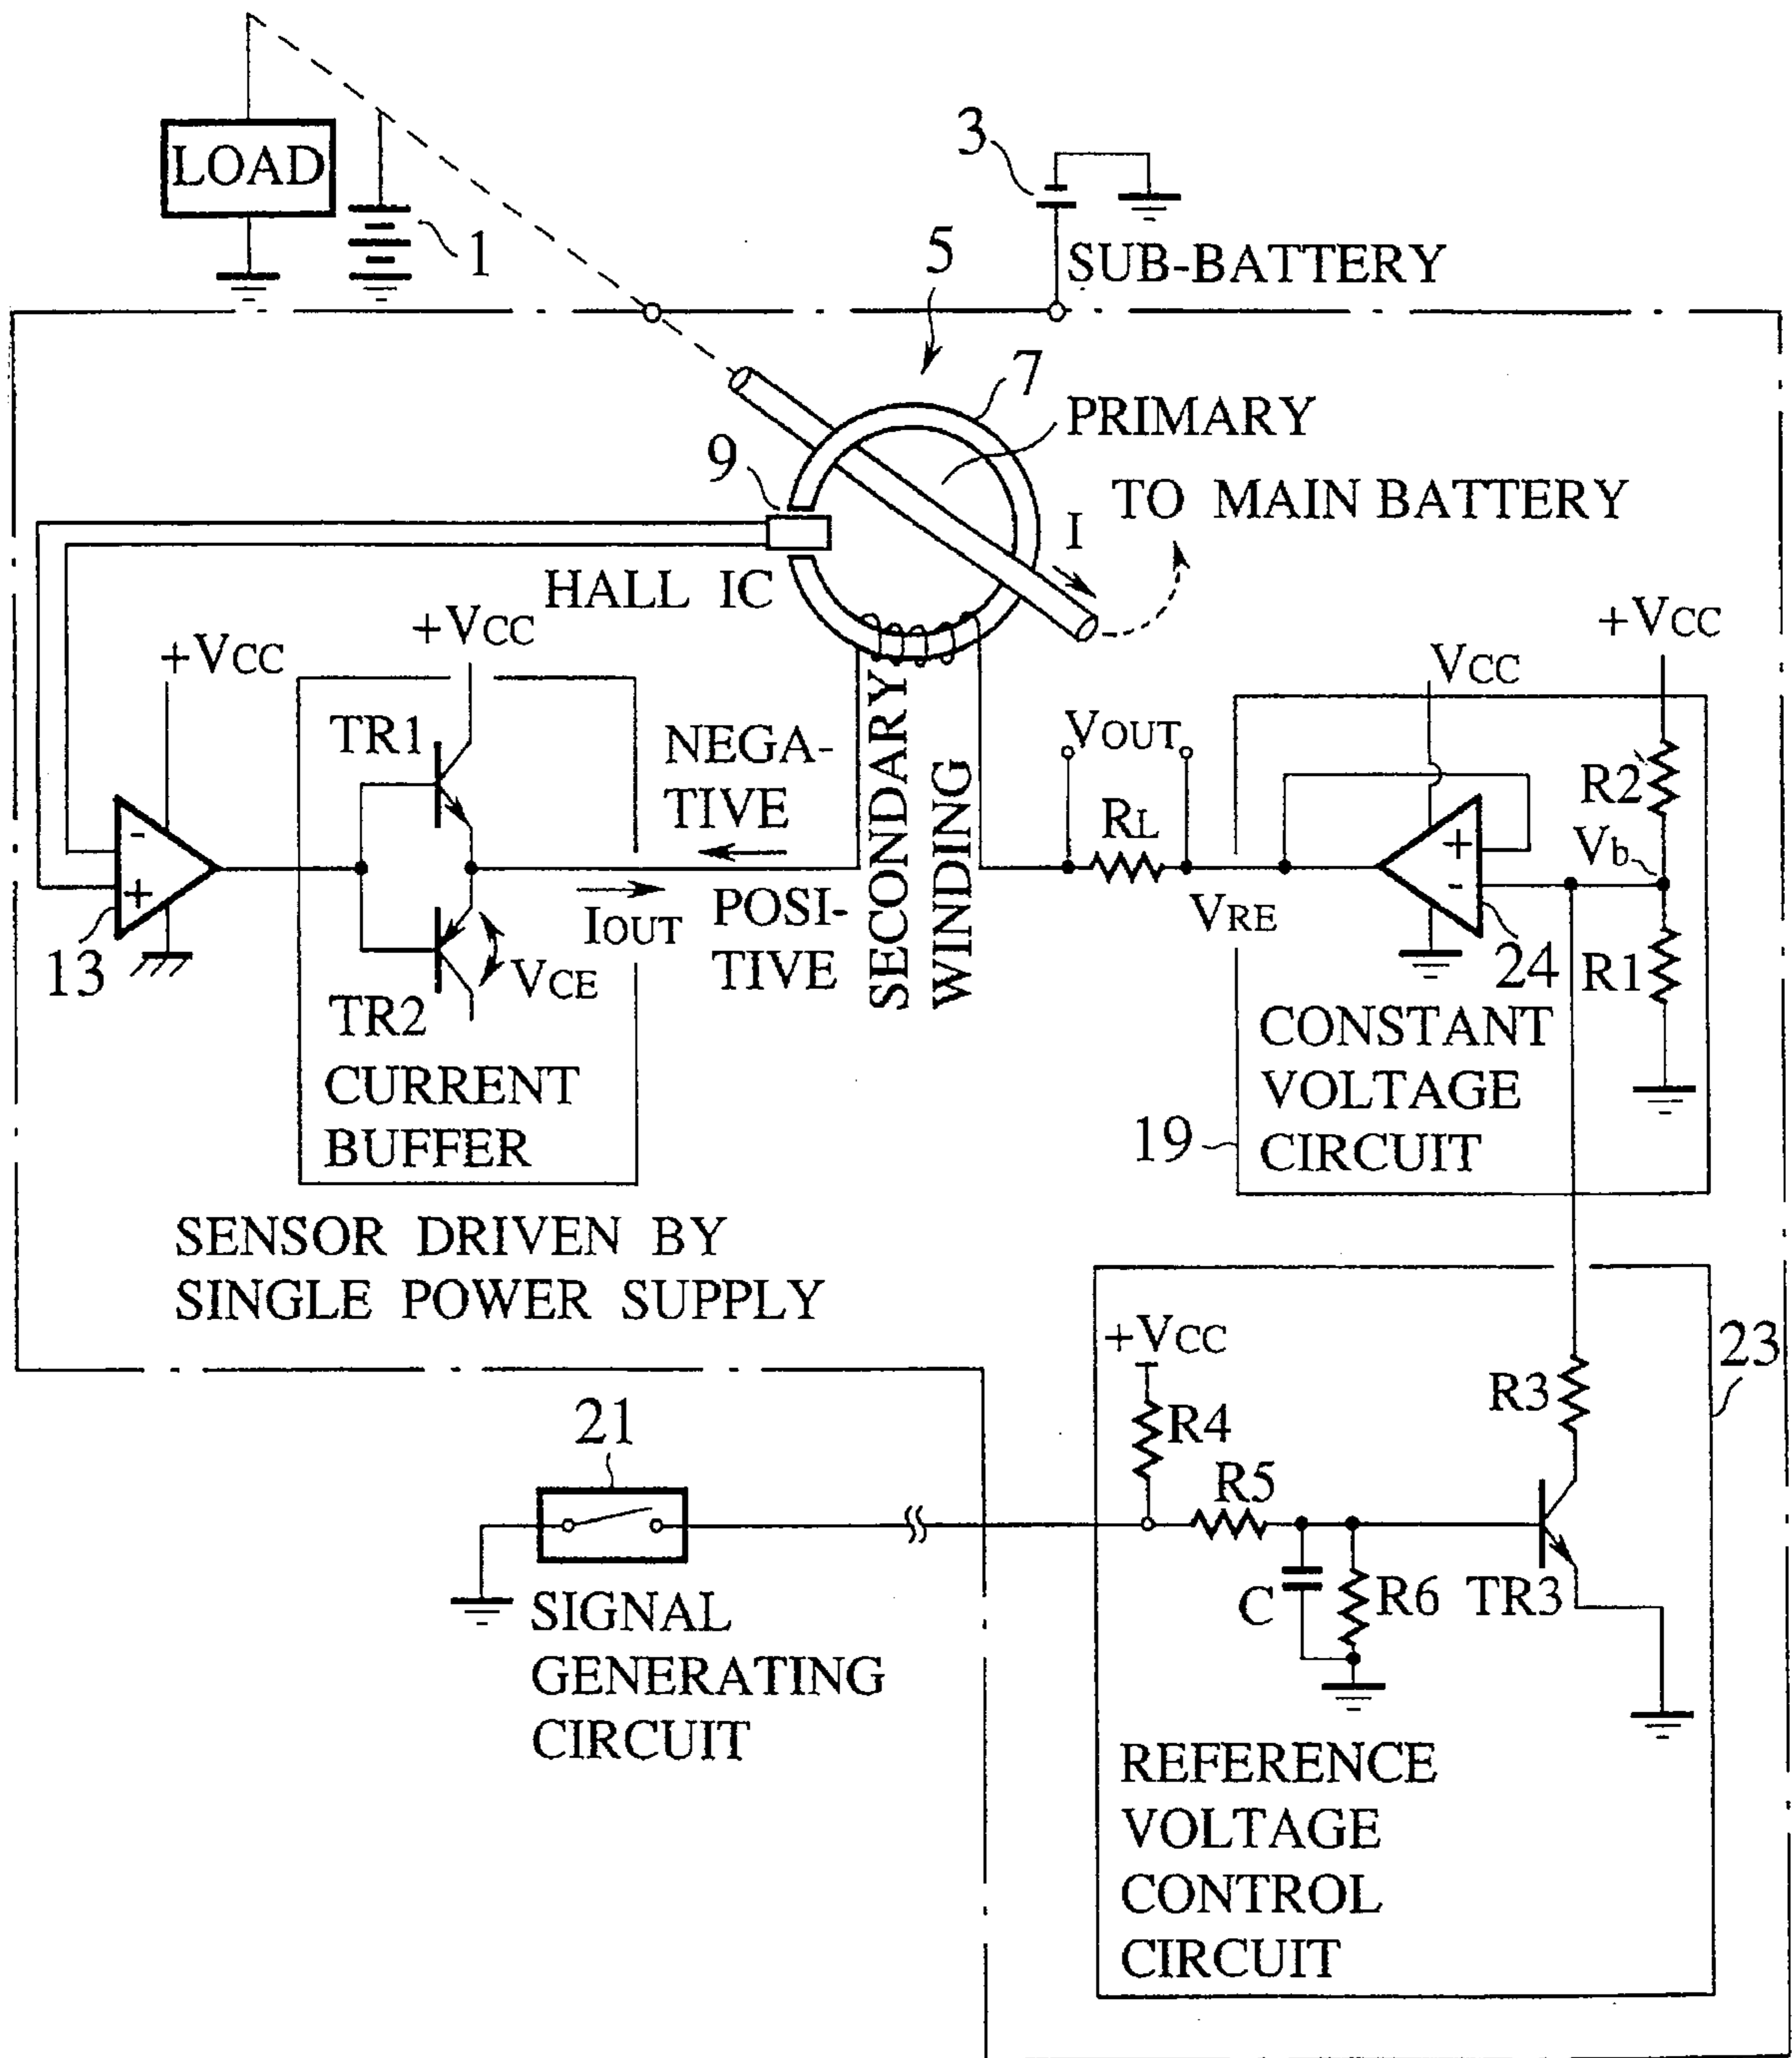 LOAD
1
3
SUB-BATTERY
5
7
PRIMARY
9
TO MAIN BATTERY
I
HALL IC
+VCC
+VCC
+VCC
VCC
TR1
NEGA-
TIVE
SECONDARY
WINDING
VOUT
RL
R2
Vb
+
-
-
+
13
IOUT
POSI-
TIVE
VRE
24
R1
VCE
TR2
CURRENT
BUFFER
CONSTANT
VOLTAGE
CIRCUIT
19
SENSOR DRIVEN BY
SINGLE POWER SUPPLY
+VCC
23
R3
R4
21
R5
C
R6
TR3
SIGNAL
GENERATING
CIRCUIT
REFERENCE
VOLTAGE
CONTROL
CIRCUIT